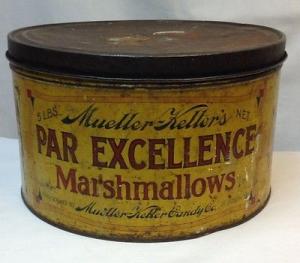 5 LBS. Mueller-Keller's NET.
PAR EXCELLENCE
Marshmallows
Mueller-Keller Candy Co.